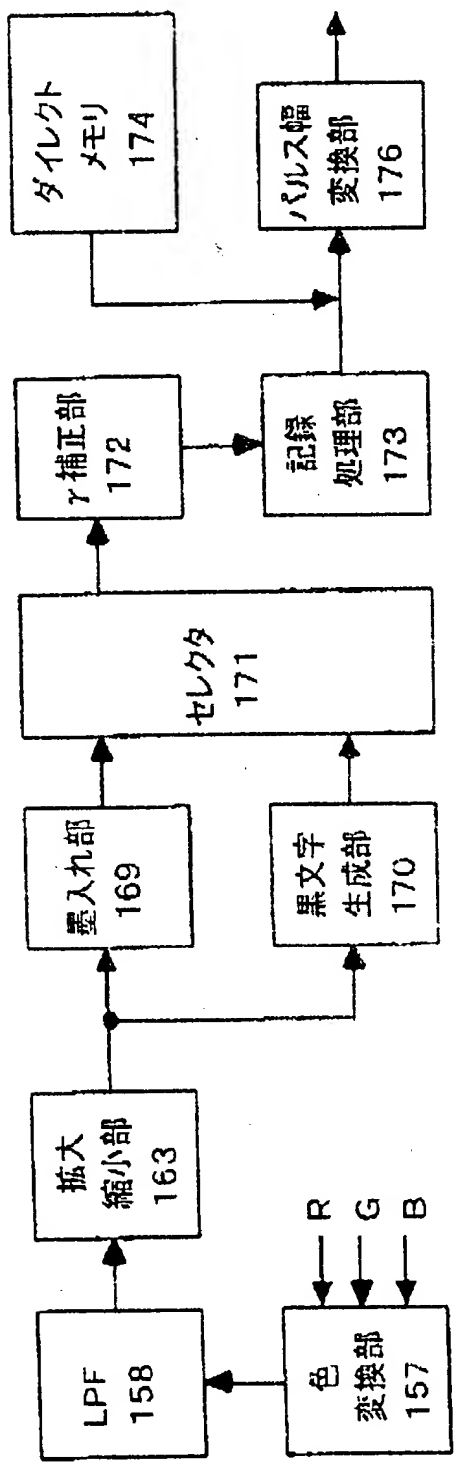 R
G
B
色
変換部
157
LPF
158
拡大
縮小部
163
墨入れ部
169
黒文字
生成部
170
セレクタ
171
γ補正部
172
記録
処理部
173
ダイレクト
メモリ
174
パルス幅
変換部
176